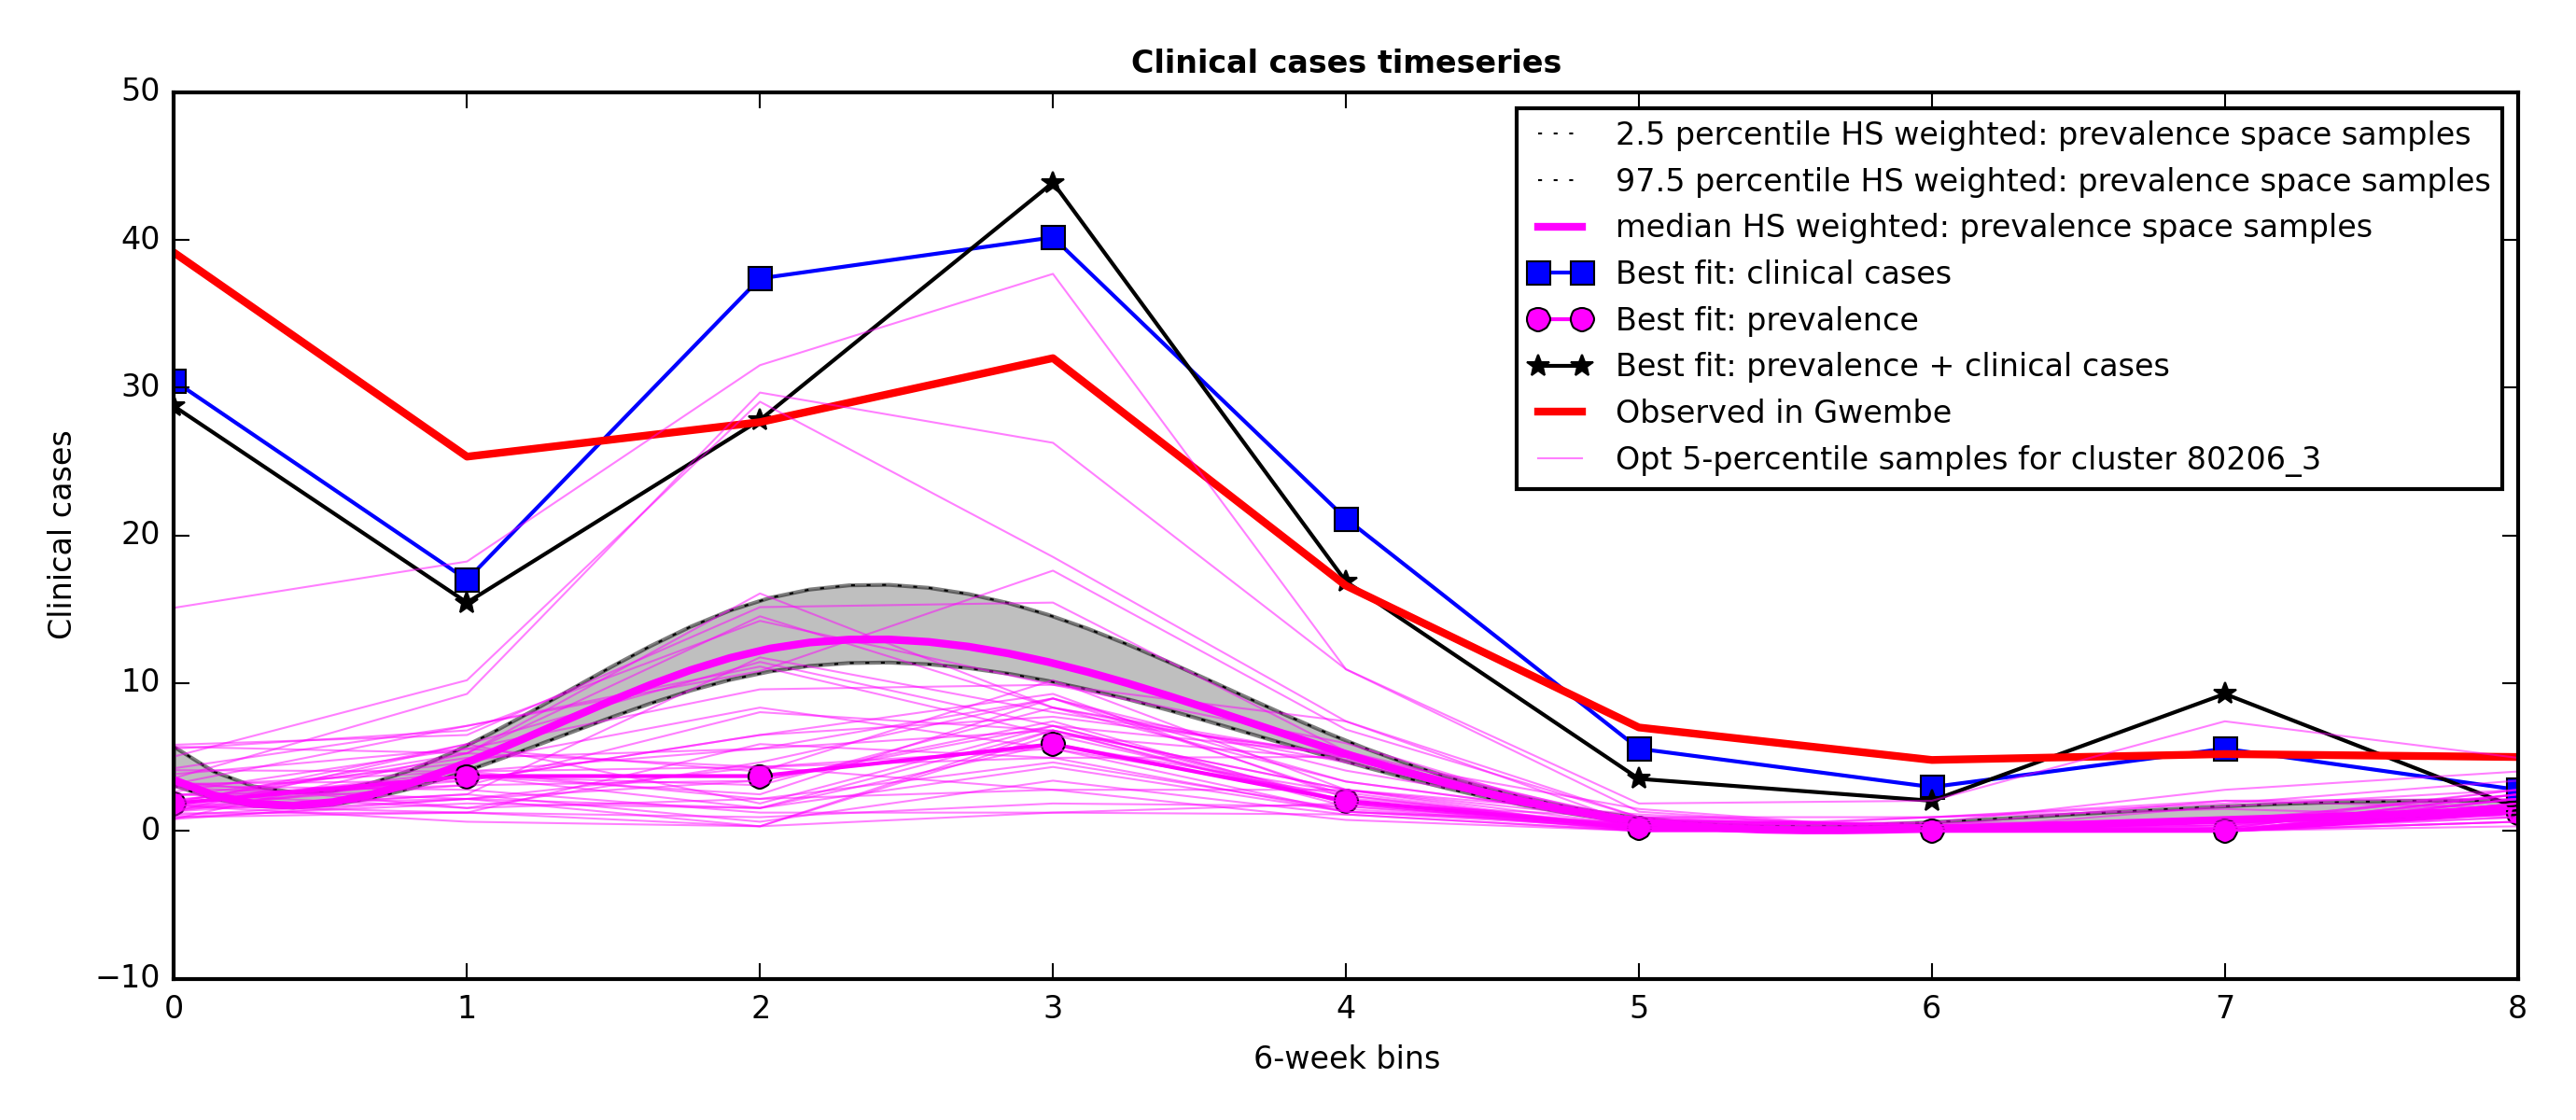 Clinical cases timeseries
50
40
30
20
10
0
−10
Clinical cases
2.5 percentile HS weighted: prevalence space samples
97.5 percentile HS weighted: prevalence space samples
median HS weighted: prevalence space samples
Best fit: clinical cases
Best fit: prevalence
Best fit: prevalence + clinical cases
Observed in Gwembe
Opt 5-percentile samples for cluster 80206_3
0 1 2 3 4 5 6 7 8
6-week bins